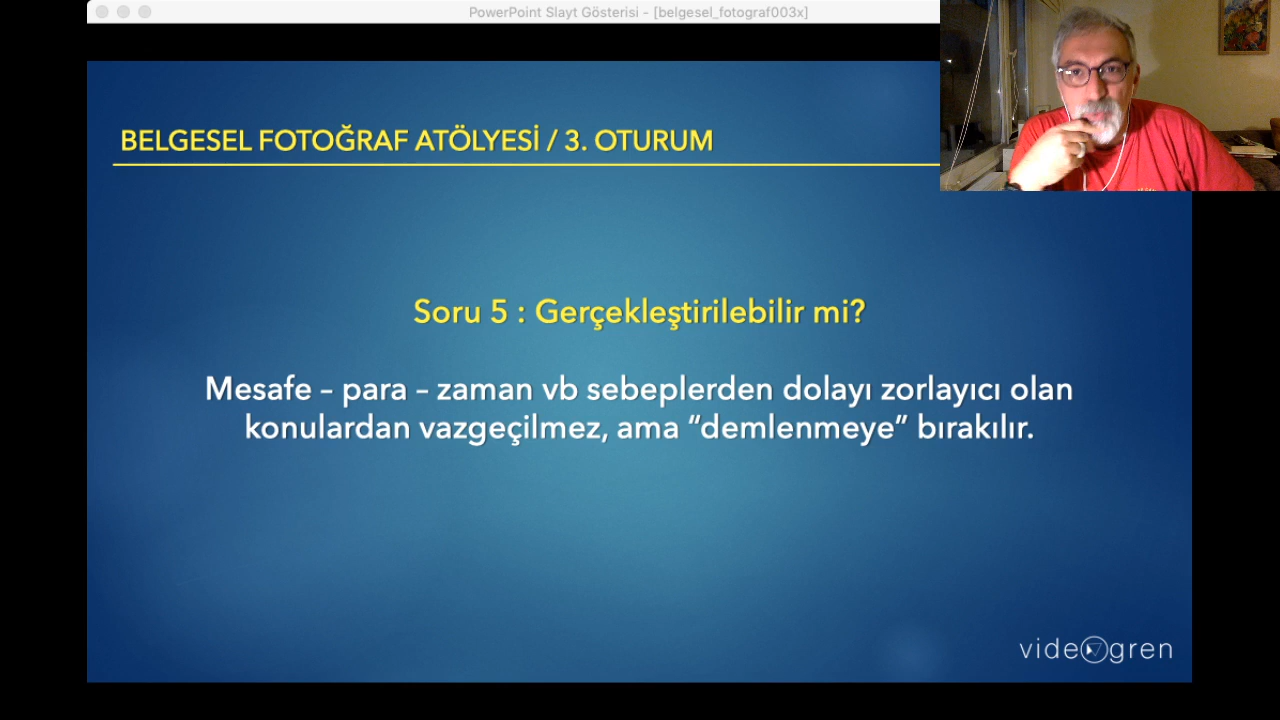 PowerPoint Slayt Gösterisi - [belgesel_fotograf003x]
BELGESEL FOTOĞRAF ATÖLYESİ / 3. OTURUM
Soru 5 : Gerçekleştirilebilir mi?
Mesafe – para – zaman vb sebeplerden dolayı zorlayıcı olan
konulardan vazgeçilmez, ama “demlenmeye” bırakılır.
videogren